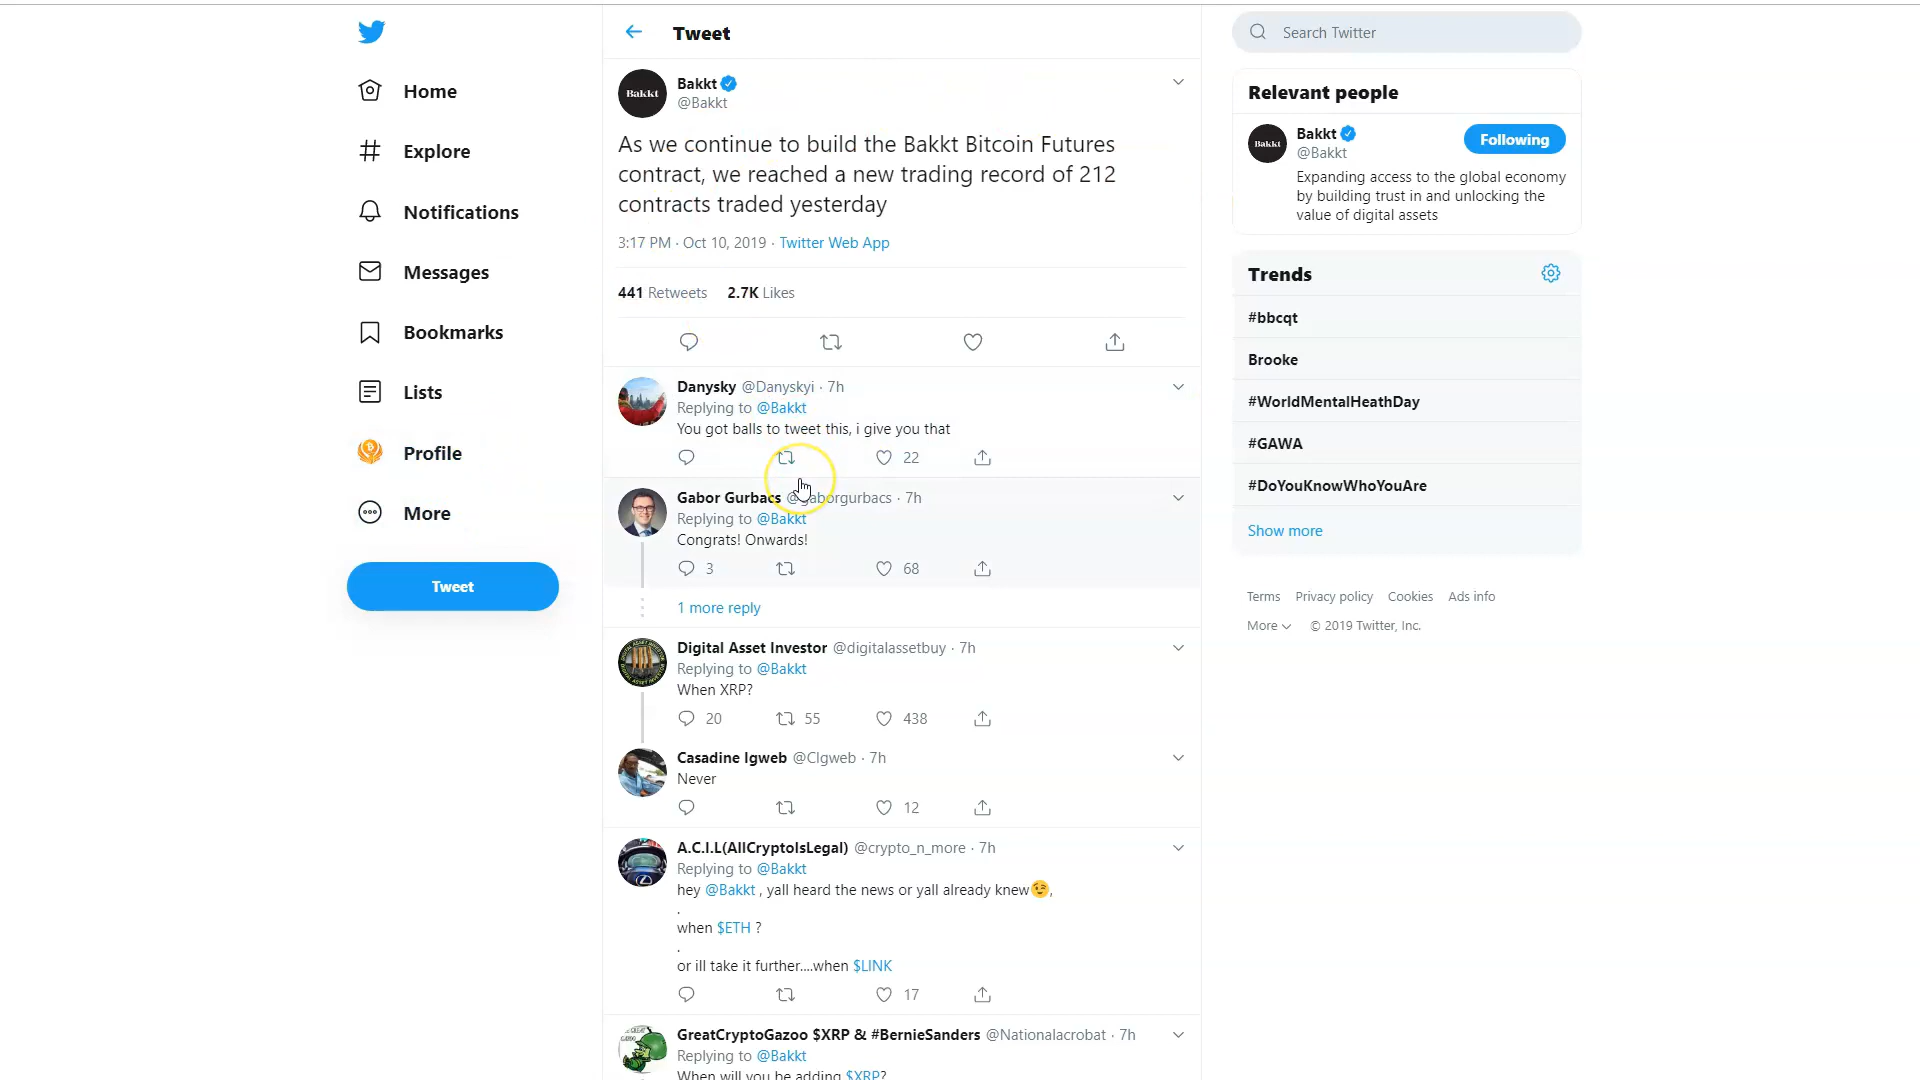 Tweet
Search Twitter
Home
Explore
Notifications
Messages
Bookmarks
Lists
Profile
More
Tweet
Bakkt
Bakkt
@Bakkt
As we continue to build the Bakkt Bitcoin Futures
contract, we reached a new trading record of 212
contracts traded yesterday
3:17 PM · Oct 10, 2019 · Twitter Web App
441 Retweets 2.7K Likes
Danysky @Danyskyi · 7h
Replying to @Bakkt
You got balls to tweet this, i give you that
22
Gabor Gurbacs @gaborgurbacs · 7h
Replying to @Bakkt
Congrats! Onwards!
3 68
1 more reply
Digital Asset Investor @digitalassetbuy · 7h
Replying to @Bakkt
When XRP?
20 55 438
Casadine Igweb @CIgweb · 7h
Never
12
A.C.I.L(AllCryptoIsLegal) @crypto_n_more · 7h
Replying to @Bakkt
hey @Bakkt , yall heard the news or yall already knew😉,
.
when $ETH ?
.
or ill take it further....when $LINK
17
GreatCryptoGazoo $XRP & #BernieSanders @Nationalacrobat · 7h
Replying to @Bakkt
When will you be adding $XRP?
Relevant people
Bakkt
Bakkt
@Bakkt
Following
Expanding access to the global economy
by building trust in and unlocking the
value of digital assets
Trends
#bbcqt
Brooke
#WorldMentalHeathDay
#GAWA
#DoYouKnowWhoYouAre
Show more
Terms Privacy policy Cookies Ads info
More © 2019 Twitter, Inc.